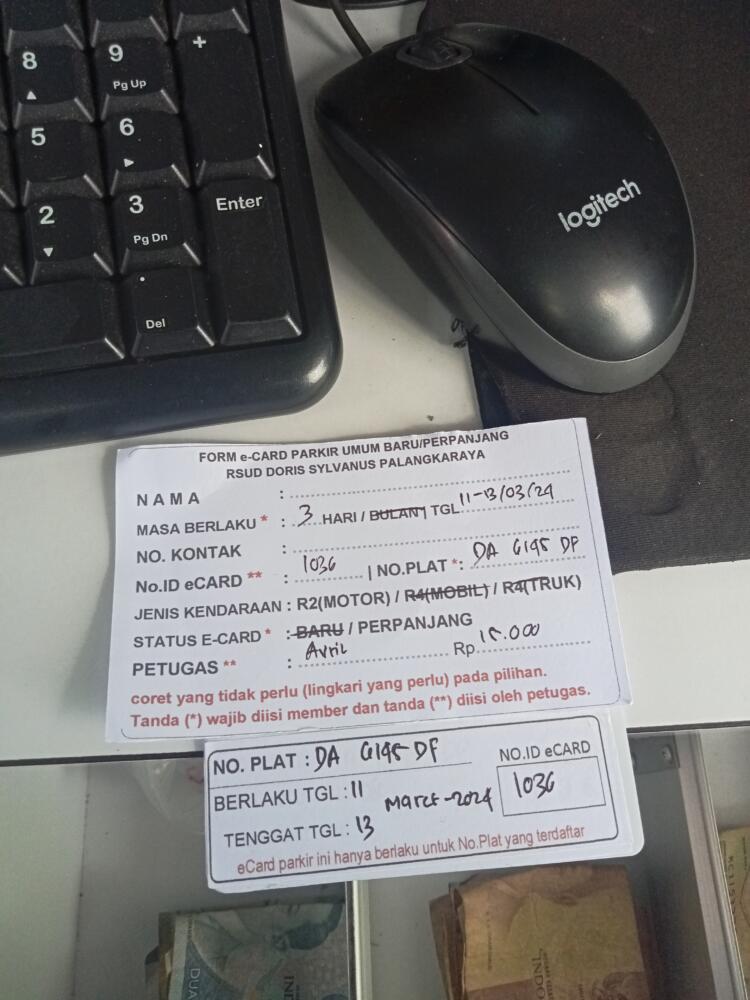 8
9
Pg Up
+
5
6
2
3
Pg Dn
Enter
.
Del
logitech
FORM e-CARD PARKIR UMUM BARU/PERPANJANG
RSUD DORIS SYLVANUS PALANGKARAYA
NAMA :
MASA BERLAKU * : 3 HARI / BULAN TGL 11-13/03/24
NO. KONTAK :
No.ID eCARD ** : 1036 | NO.PLAT *: DA 6195 DF
JENIS KENDARAAN : R2(MOTOR) / R4(MOBIL) / R4(TRUK)
STATUS E-CARD * : BARU / PERPANJANG
PETUGAS ** : Avril Rp 15.000
coret yang tidak perlu (lingkari yang perlu) pada pilihan.
Tanda (*) wajib diisi member dan tanda (**) diisi oleh petugas.
NO. PLAT : DA 6195 DF
NO.ID eCARD
BERLAKU TGL : 11 Maret-2024
1036
TENGGAT TGL : 13
eCard parkir ini hanya berlaku untuk No.Plat yang terdaftar